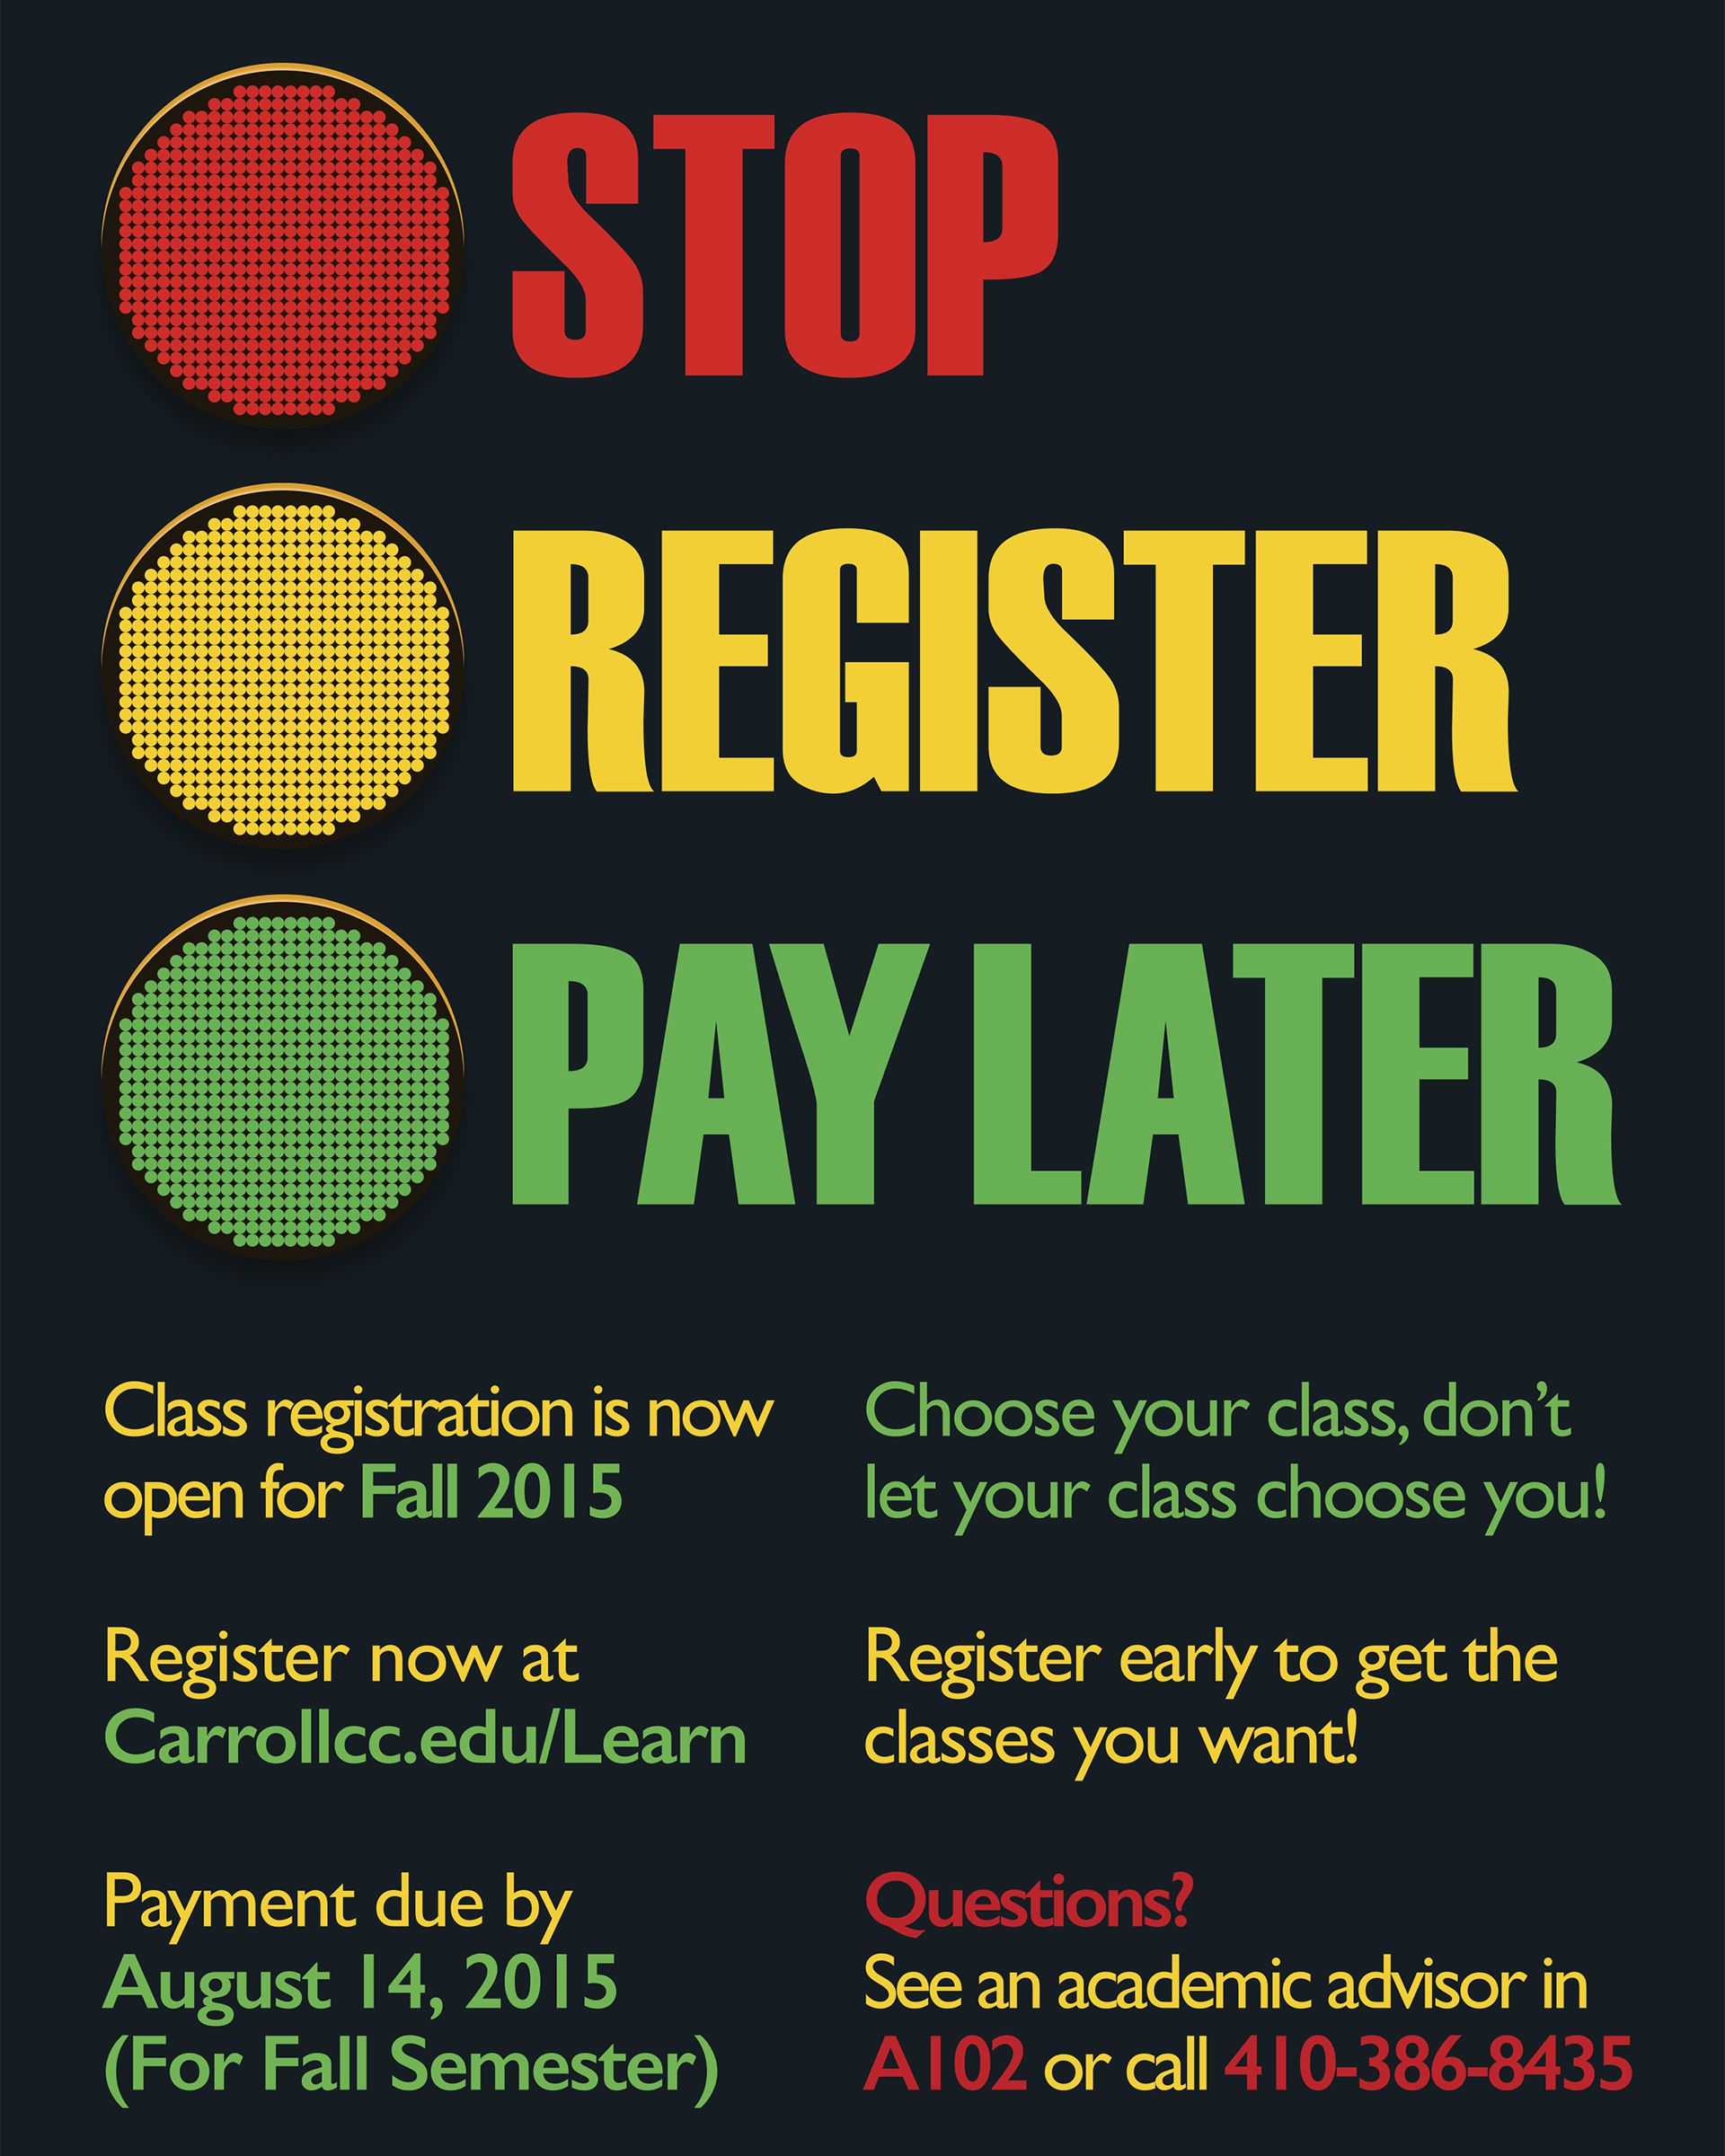 STOP
REGISTER
PAY LATER
Class registration is now
open for Fall 2015
Register now at
Carrollcc.edu/Learn
Payment due by
August 14, 2015
(For Fall Semester)
Choose your class, don’t
let your class choose you!
Register early to get the
classes you want!
Questions?
See an academic advisor in
A102 or call 410-386-8435